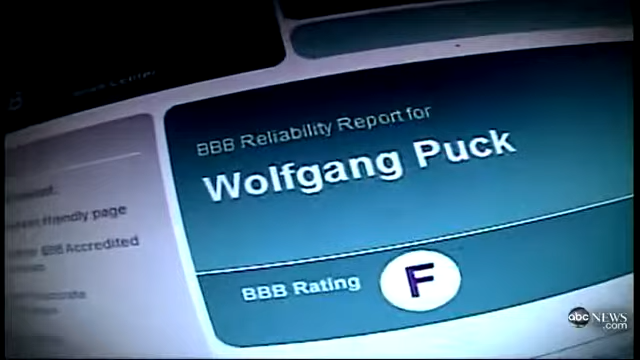 BBB Reliability Report for
Wolfgang Puck
Friendly page
BBB Accredited
BBB Rating F
abc NEWS
.com